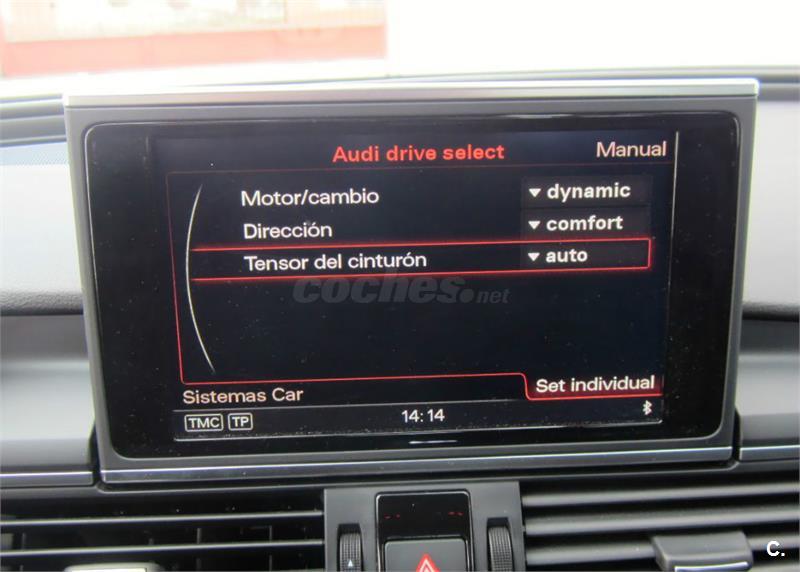 Audi drive select
Manual
Motor/cambio dynamic
Dirección comfort
Tensor del cinturón auto
coches.net
Set individual
Sistemas Car
TMC TP 14:14
C.